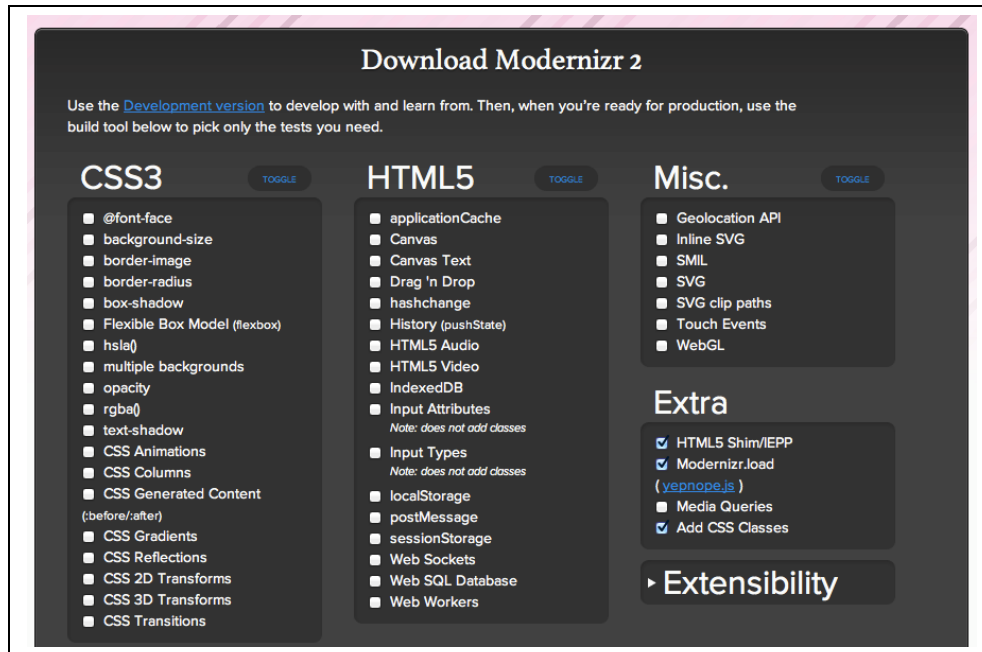 Download Modernizr 2
Use the Development version to develop with and learn from. Then, when you're ready for production, use the
build tool below to pick only the tests you need.
CSS3
TOGGLE
@font-face
background-size
border-image
border-radius
box-shadow
Flexible Box Model (flexbox)
hsla()
multiple backgrounds
opacity
rgba()
text-shadow
CSS Animations
CSS Columns
CSS Generated Content
(:before/:after)
CSS Gradients
CSS Reflections
CSS 2D Transforms
CSS 3D Transforms
CSS Transitions
HTML5
TOGGLE
applicationCache
Canvas
Canvas Text
Drag 'n Drop
hashchange
History (pushState)
HTML5 Audio
HTML5 Video
IndexedDB
Input Attributes
Note: does not add classes
Input Types
Note: does not add classes
localStorage
postMessage
sessionStorage
Web Sockets
Web SQL Database
Web Workers
Misc.
TOGGLE
Geolocation API
Inline SVG
SMIL
SVG
SVG clip paths
Touch Events
WebGL
Extra
HTML5 Shim/IEPP
Modernizr.load
( yepnope.js )
Media Queries
Add CSS Classes
Extensibility